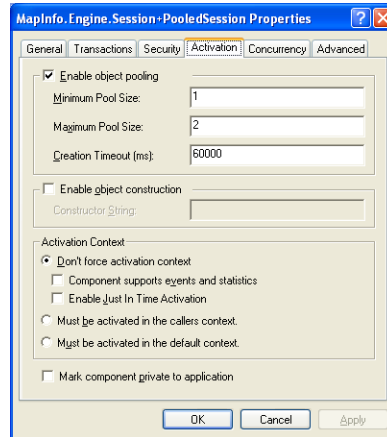 MapInfo.Engine.Session+PooledSession Properties
General Transactions Security Activation Concurrency Advanced
Enable object pooling
Minimum Pool Size: 1
Maximum Pool Size: 2
Creation Timeout (ms): 60000
Enable object construction
Constructor String:
Activation Context
Don't force activation context
Component supports events and statistics
Enable Just In Time Activation
Must be activated in the callers context.
Must be activated in the default context.
Mark component private to application
OK Cancel Apply